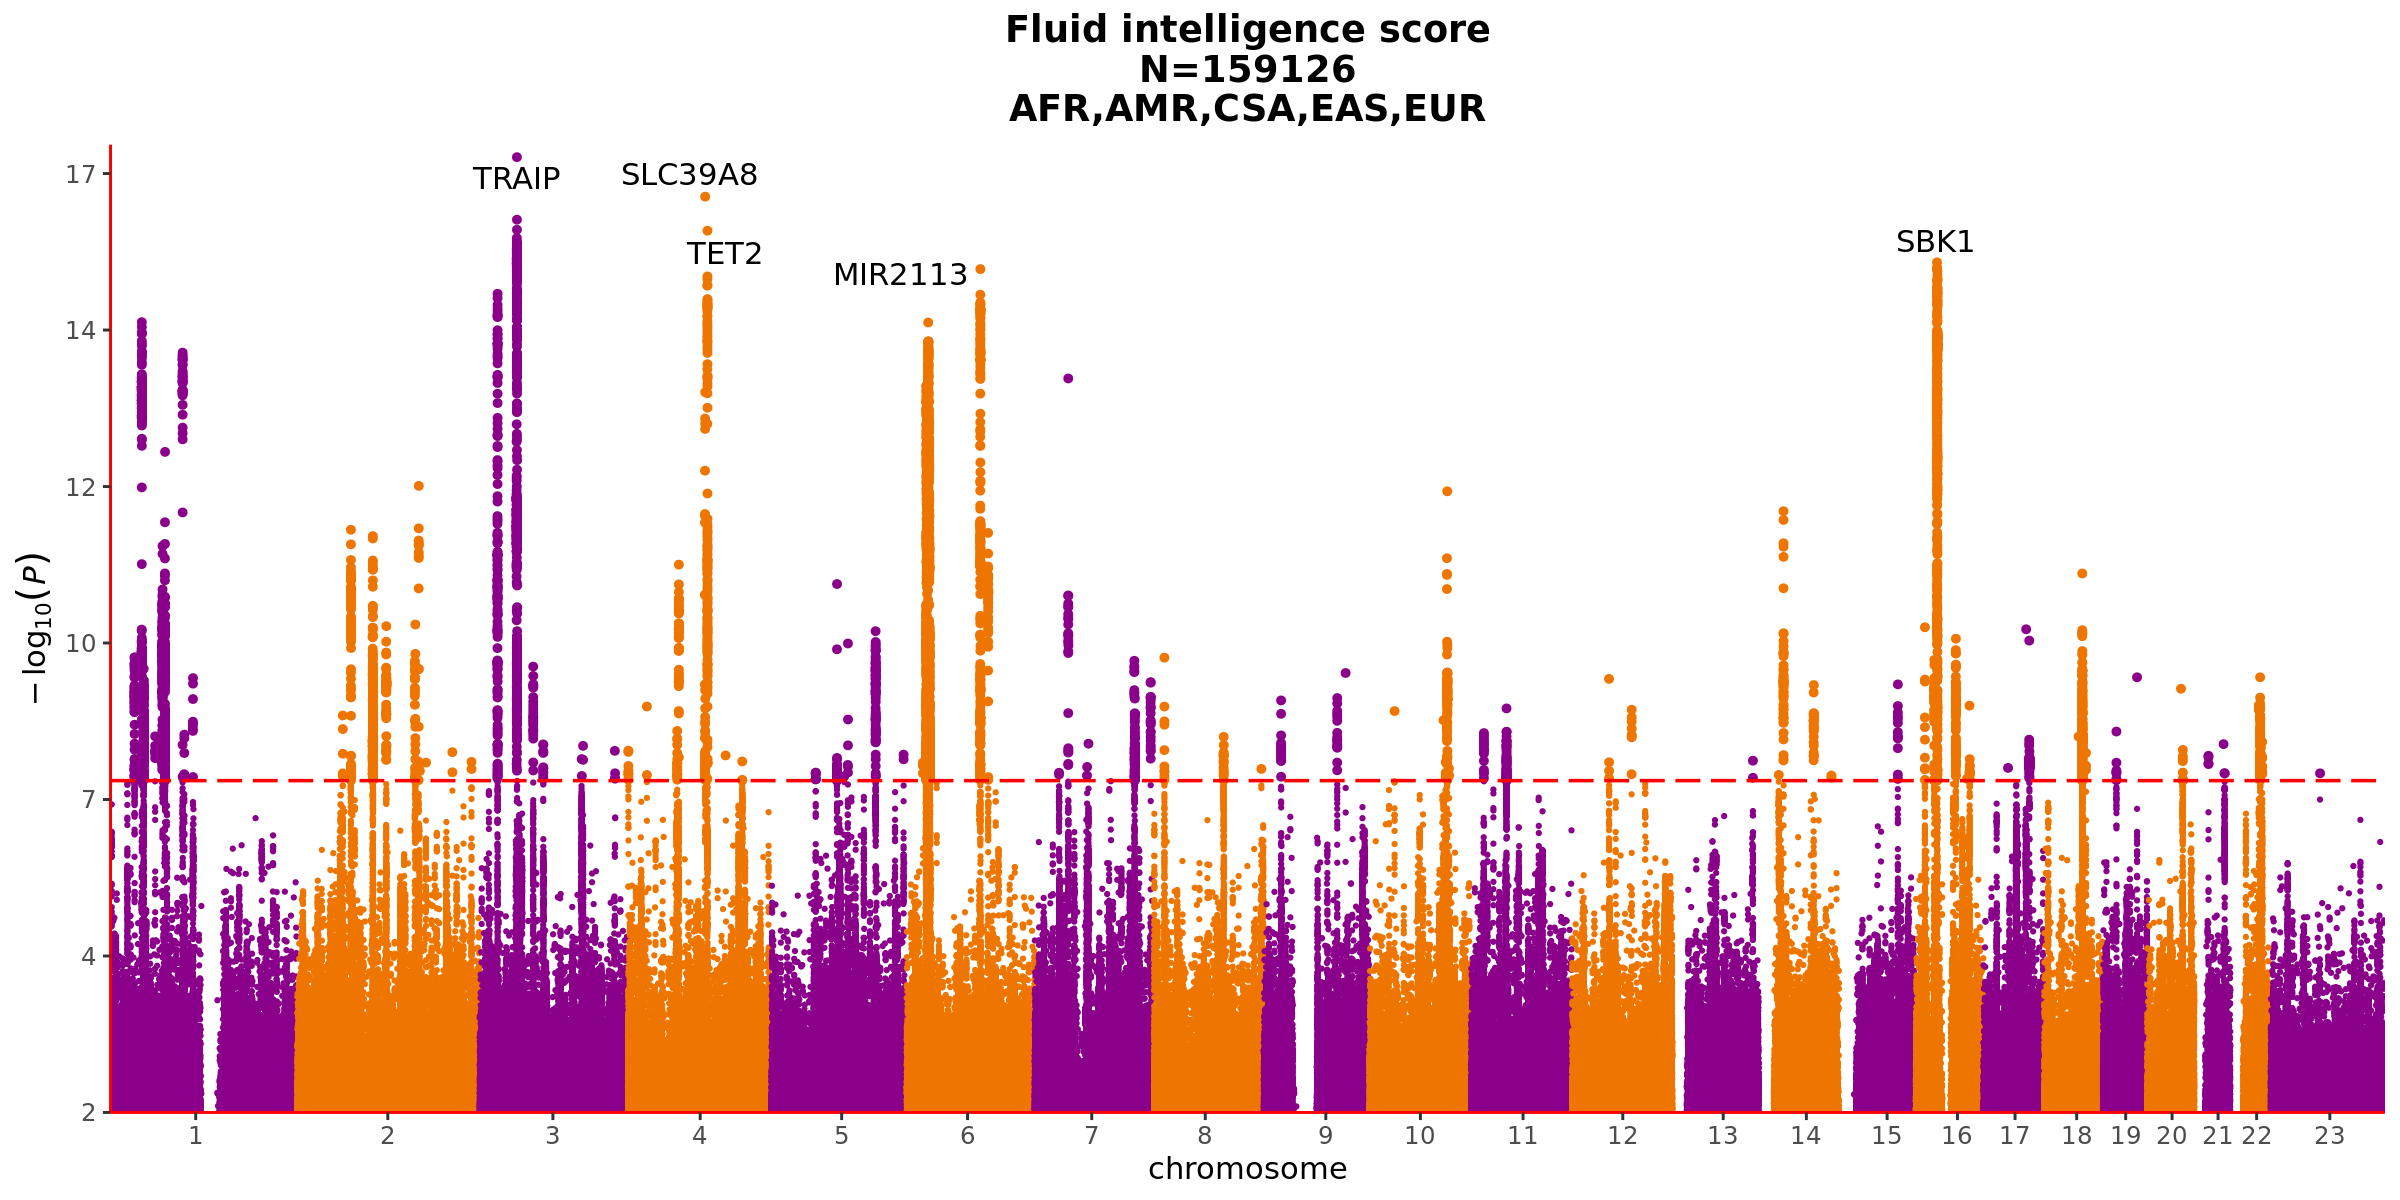 Fluid intelligence score
N=159126
AFR,AMR,CSA,EAS,EUR
17
14
12
10
7
4
2
−log10(P)
TRAIP
SLC39A8
TET2
MIR2113
SBK1
1 2 3 4 5 6 7 8 9 10 11 12 13 14 15 16 17 18 19 20 21 22 23
chromosome